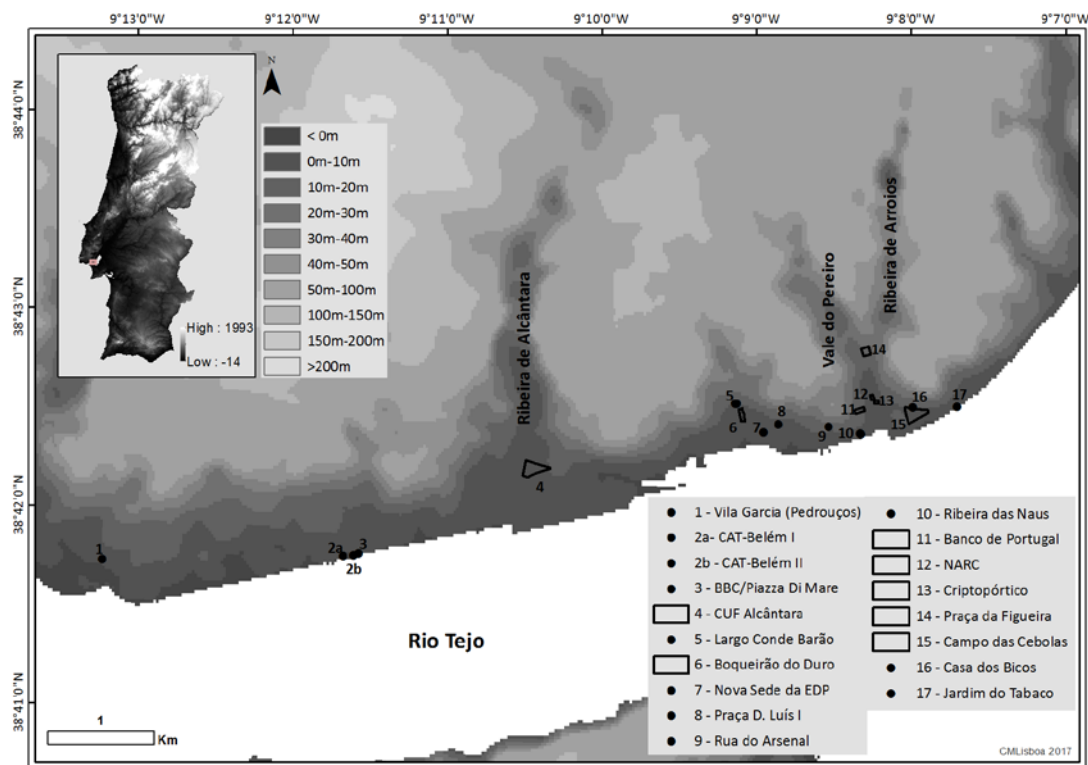 9°13'0"W
9°12'0"W
9°11'0"W
9°10'0"W
9°9'0"W
9°8'0"W
9°7'0"W
38°44'0"N
38°43'0"N
38°42'0"N
38°41'0"N
N
High : 1993
Low : -14
< 0m
0m-10m
10m-20m
20m-30m
30m-40m
40m-50m
50m-100m
100m-150m
150m-200m
>200m
Ribeira de Alcântara
Vale do Pereiro
Ribeira de Arroios
1
2a
2b
3
4
5
6
7
8
9
10
11
12
13
14
15
16
17
Rio Tejo
1
Km
1 - Vila Garcia (Pedrouços)
2a- CAT-Belém I
2b - CAT-Belém II
3 - BBC/Piazza Di Mare
4 - CUF Alcântara
5 - Largo Conde Barão
6 - Boqueirão do Duro
7 - Nova Sede da EDP
8 - Praça D. Luís I
9 - Rua do Arsenal
10 - Ribeira das Naus
11 - Banco de Portugal
12 - NARC
13 - Criptopórtico
14 - Praça da Figueira
15 - Campo das Cebolas
16 - Casa dos Bicos
17 - Jardim do Tabaco
CMLisboa 2017